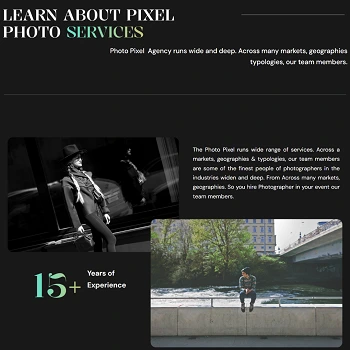 LEARN ABOUT PIXEL
PHOTO SERVICES
Photo Pixel Agency runs wide and deep. Across many markets, geographies
typologies, our team members.
The Photo Pixel runs wide range of services. Across a
markets, geographies & typologies, our team members
are some of the finest people of photographers in the
industries widen and deep. From Across many markets,
geographies. So you hire Photographer in your event our
team members.
15+
Years of
Experience